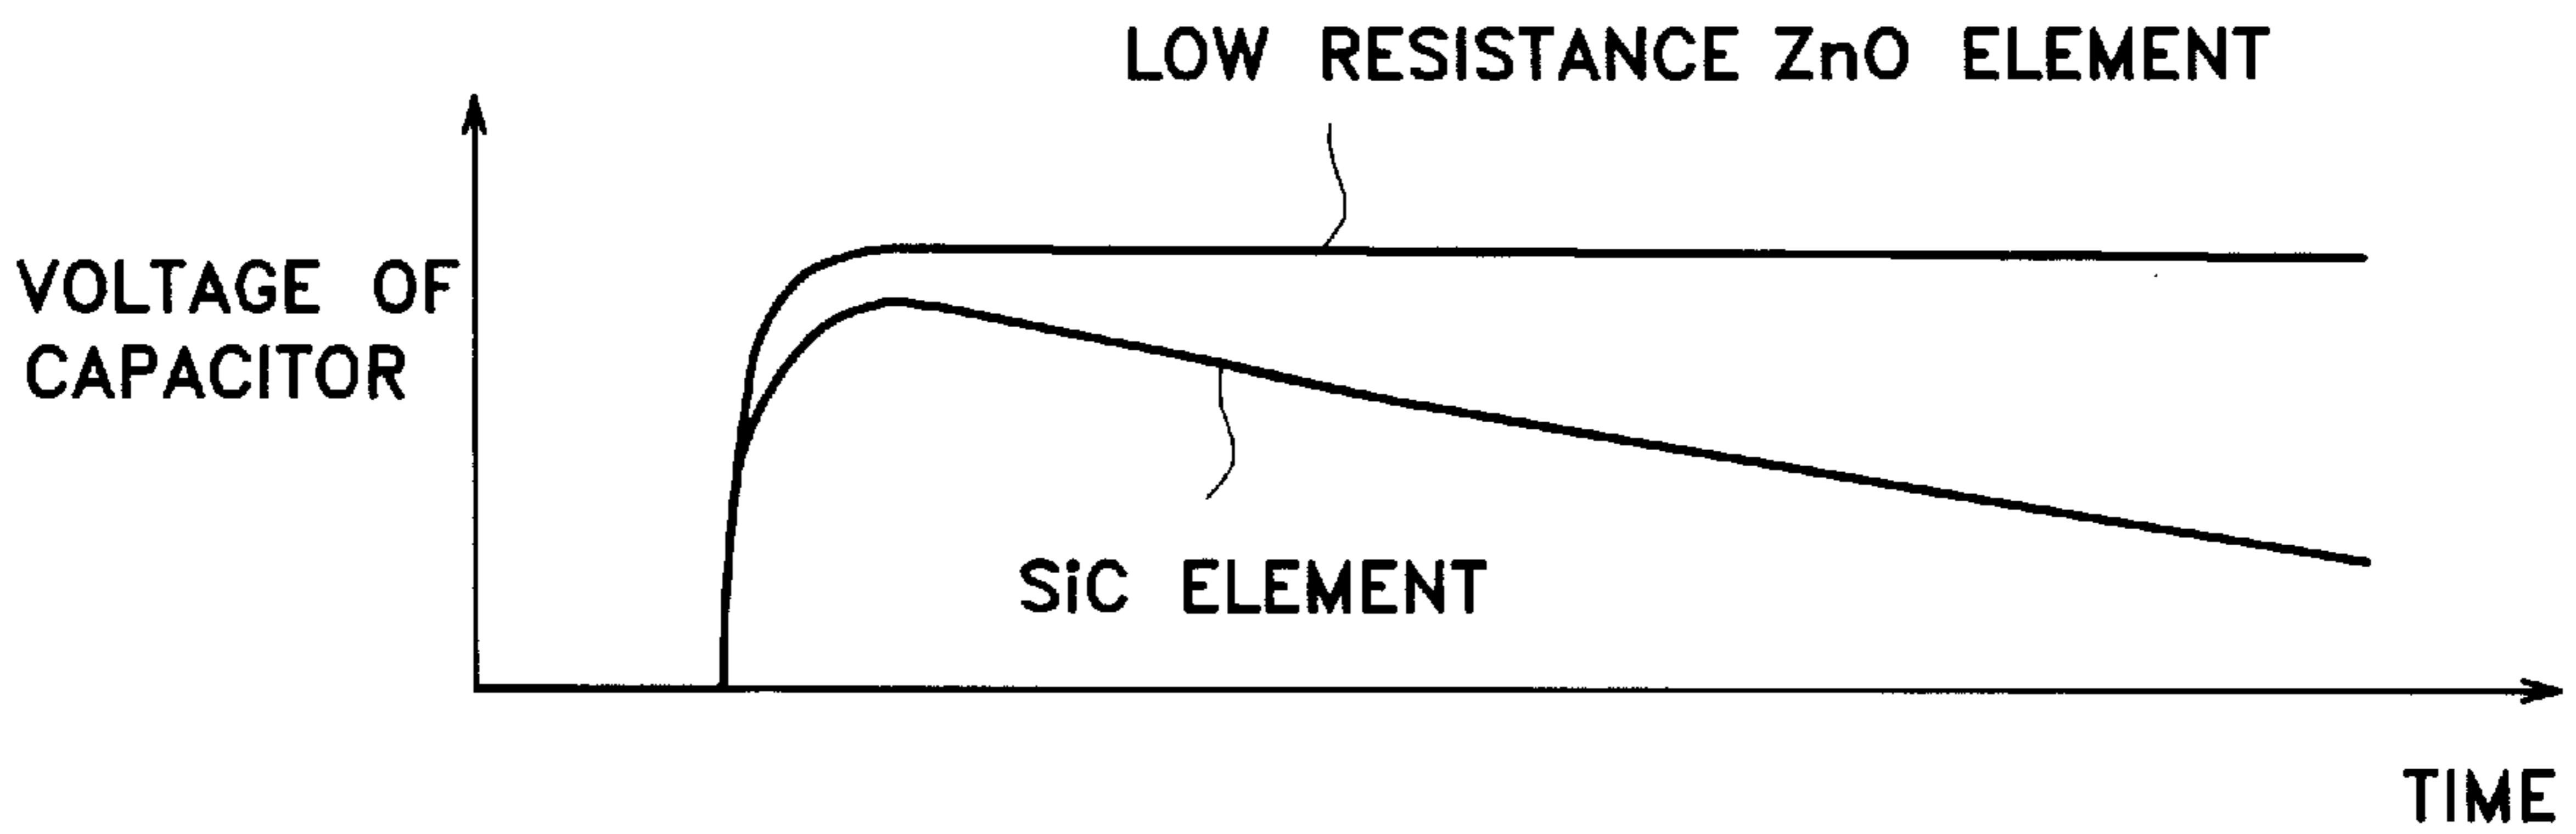 LOW RESISTANCE ZnO ELEMENT
VOLTAGE OF
CAPACITOR
SiC ELEMENT
TIME